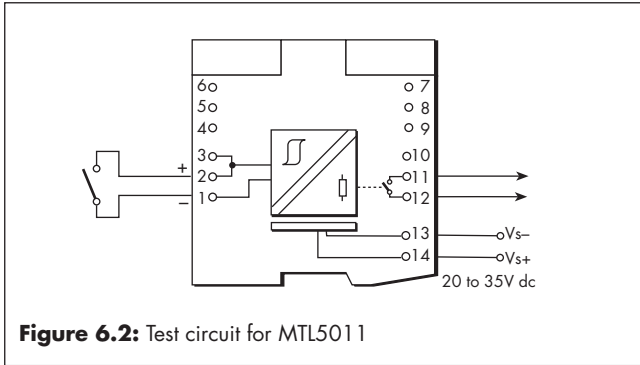 6 7
5 8
4 9
3 10
+ 2 11
− 1 12
13 Vs–
14 Vs+
20 to 35V dc
Figure 6.2: Test circuit for MTL5011